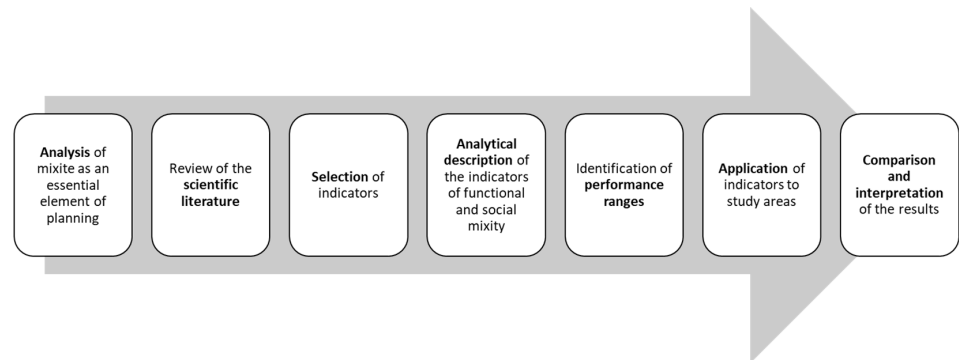 Analysis of
mixite as an
essential
element of
planning
Review of the
scientific
literature
Selection of
indicators
Analytical
description of
the indicators
of functional
and social
mixity
Identification of
performance
ranges
Application of
indicators to
study areas
Comparison
and
interpretation
of the results